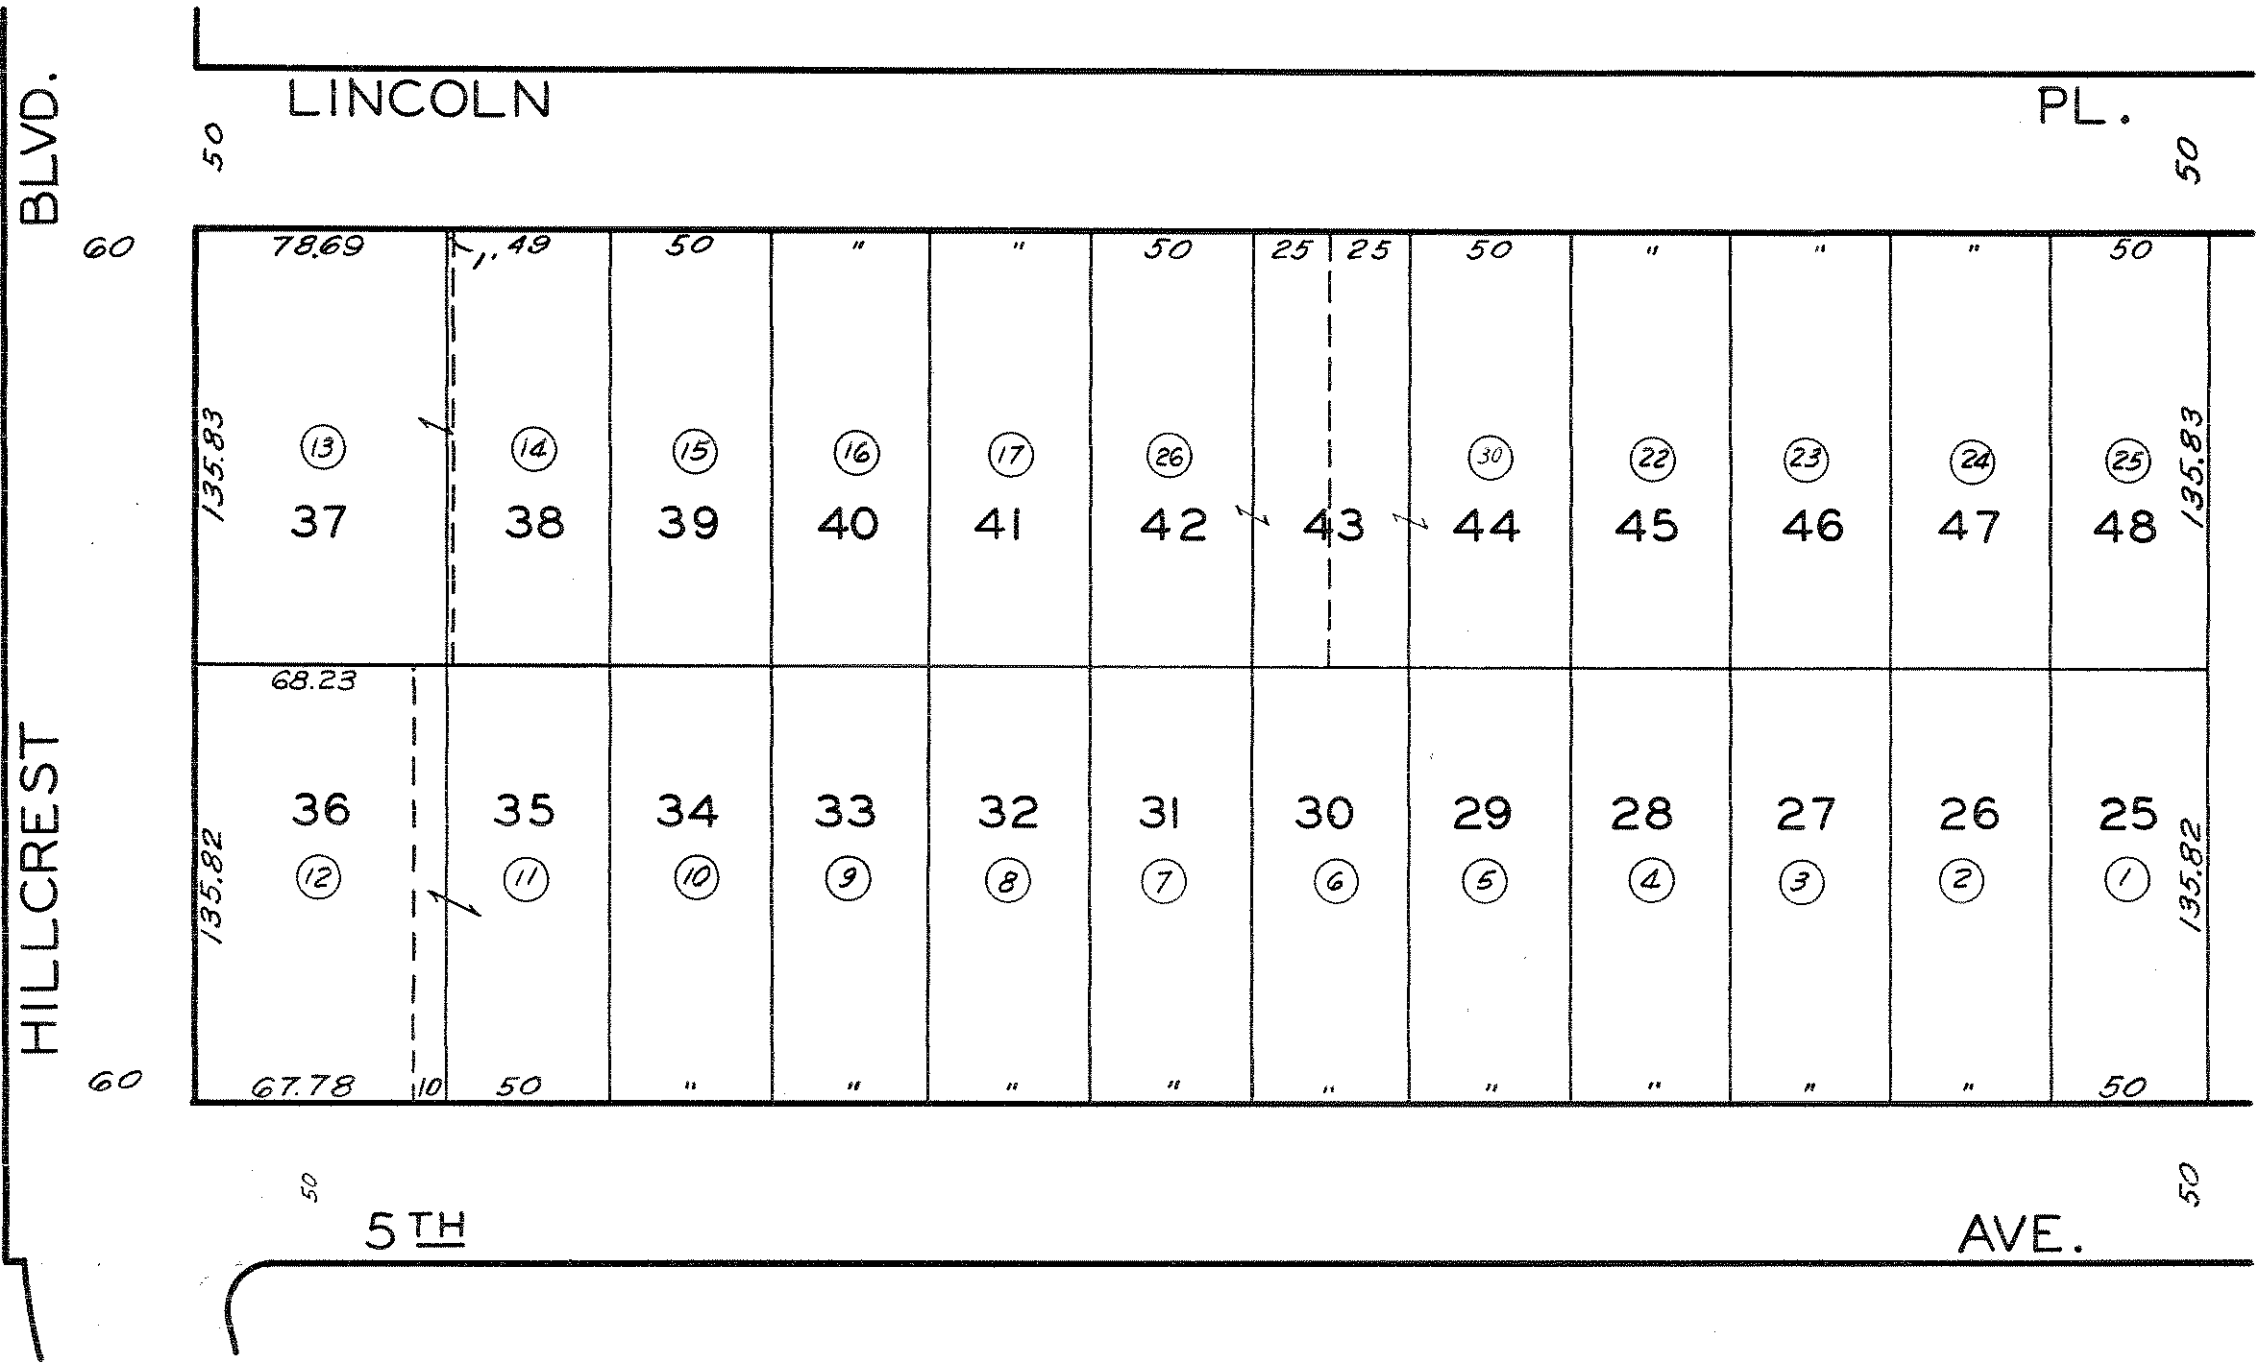 BLVD.
LINCOLN PL.
50 50
60
78.69 1. 49 50 " " 50 25 25 50 " " " 50
135.83 135.83
13 14 15 16 17 26 30 22 23 24 25
37 38 39 40 41 42 43 44 45 46 47 48
68.23
HILLCREST
36 35 34 33 32 31 30 29 28 27 26 25
12 11 10 9 8 7 6 5 4 3 2 1
135.82 135.82
60
67.78 10 50 " " " " " " " " " 50
50 50
5TH AVE.